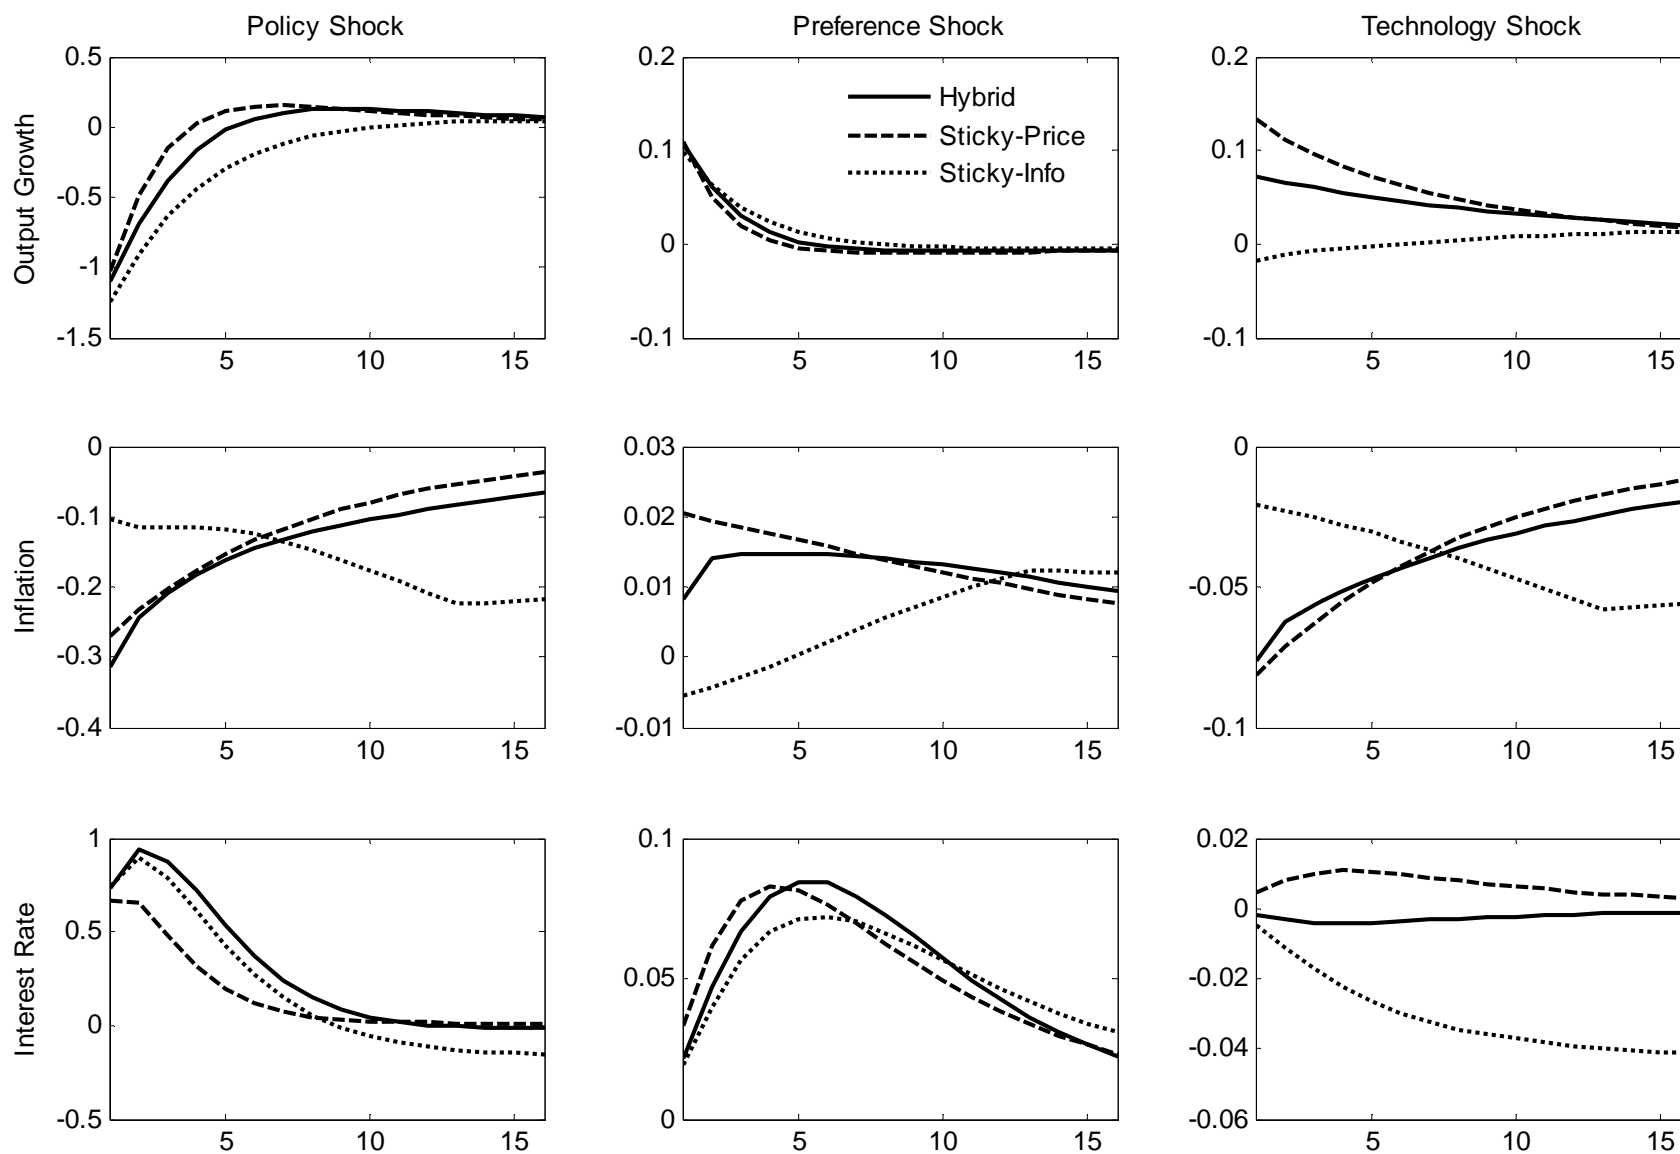 Policy Shock
Preference Shock
Technology Shock
Output Growth
0.5
0
-0.5
-1
-1.5
5 10 15
0.2
0.1
0
-0.1
5 10 15
Hybrid
Sticky-Price
Sticky-Info
0.2
0.1
0
-0.1
5 10 15
Inflation
0
-0.1
-0.2
-0.3
-0.4
5 10 15
0.03
0.02
0.01
0
-0.01
5 10 15
0
-0.05
-0.1
5 10 15
Interest Rate
1
0.5
0
-0.5
5 10 15
0.1
0.05
0
5 10 15
0.02
0
-0.02
-0.04
-0.06
5 10 15